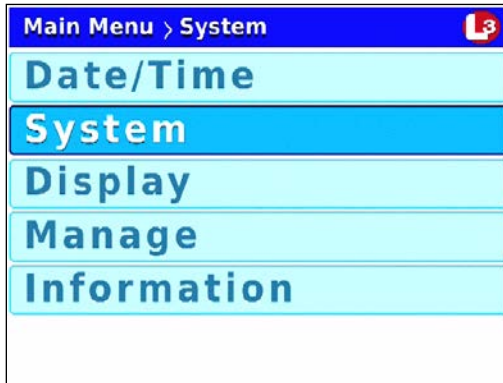 Main Menu > System
L3
Date/Time
System
Display
Manage
Information